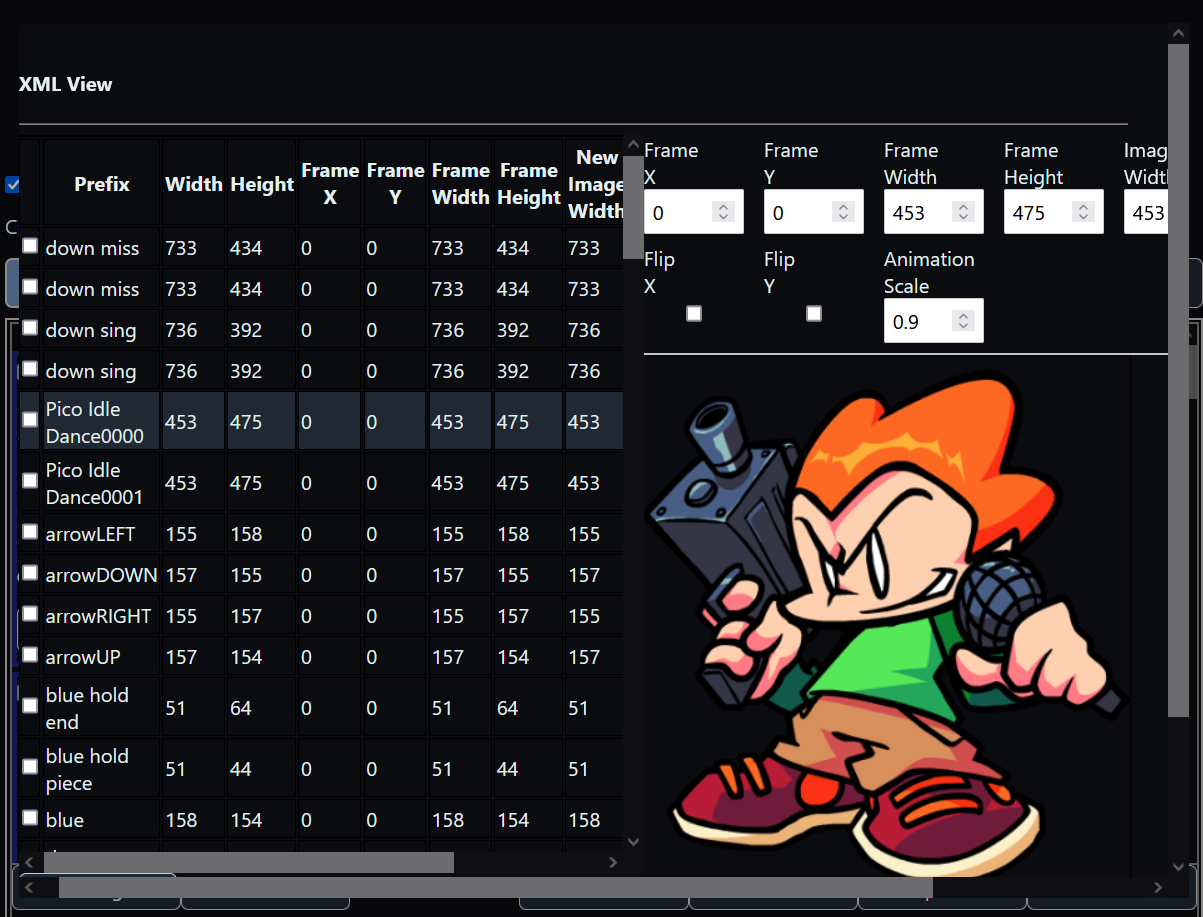 XML View
Prefix Width Height Frame X Frame Y Frame Width Frame Height New Image Width
down miss 733 434 0 0 733 434 733
down miss 733 434 0 0 733 434 733
down sing 736 392 0 0 736 392 736
down sing 736 392 0 0 736 392 736
Pico Idle Dance0000 453 475 0 0 453 475 453
Pico Idle Dance0001 453 475 0 0 453 475 453
arrowLEFT 155 158 0 0 155 158 155
arrowDOWN 157 155 0 0 157 155 157
arrowRIGHT 155 157 0 0 155 157 155
arrowUP 157 154 0 0 157 154 157
blue hold end 51 64 0 0 51 64 51
blue hold piece 51 44 0 0 51 44 51
blue 158 154 0 0 158 154 158
Frame X Frame Y Frame Width Frame Height
0 0 453 475 453
Flip X Flip Y Animation Scale
0.9